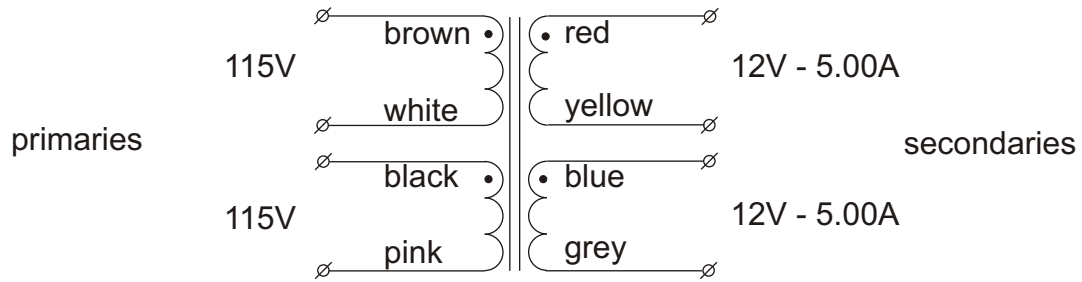 brown
red
115V
12V - 5.00A
white
yellow
primaries
secondaries
black
blue
115V
12V - 5.00A
pink
grey